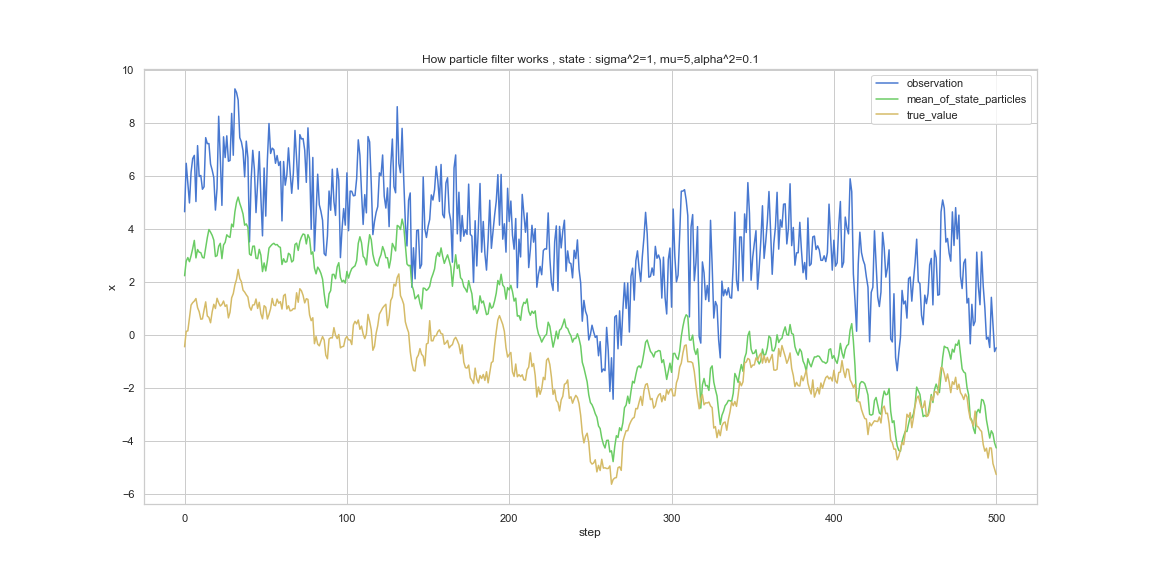 How particle filter works , state : sigma^2=1, mu=5,alpha^2=0.1
observation
mean_of_state_particles
true_value
x
10
8
6
4
2
0
−2
−4
−6
0 100 200 300 400 500
step